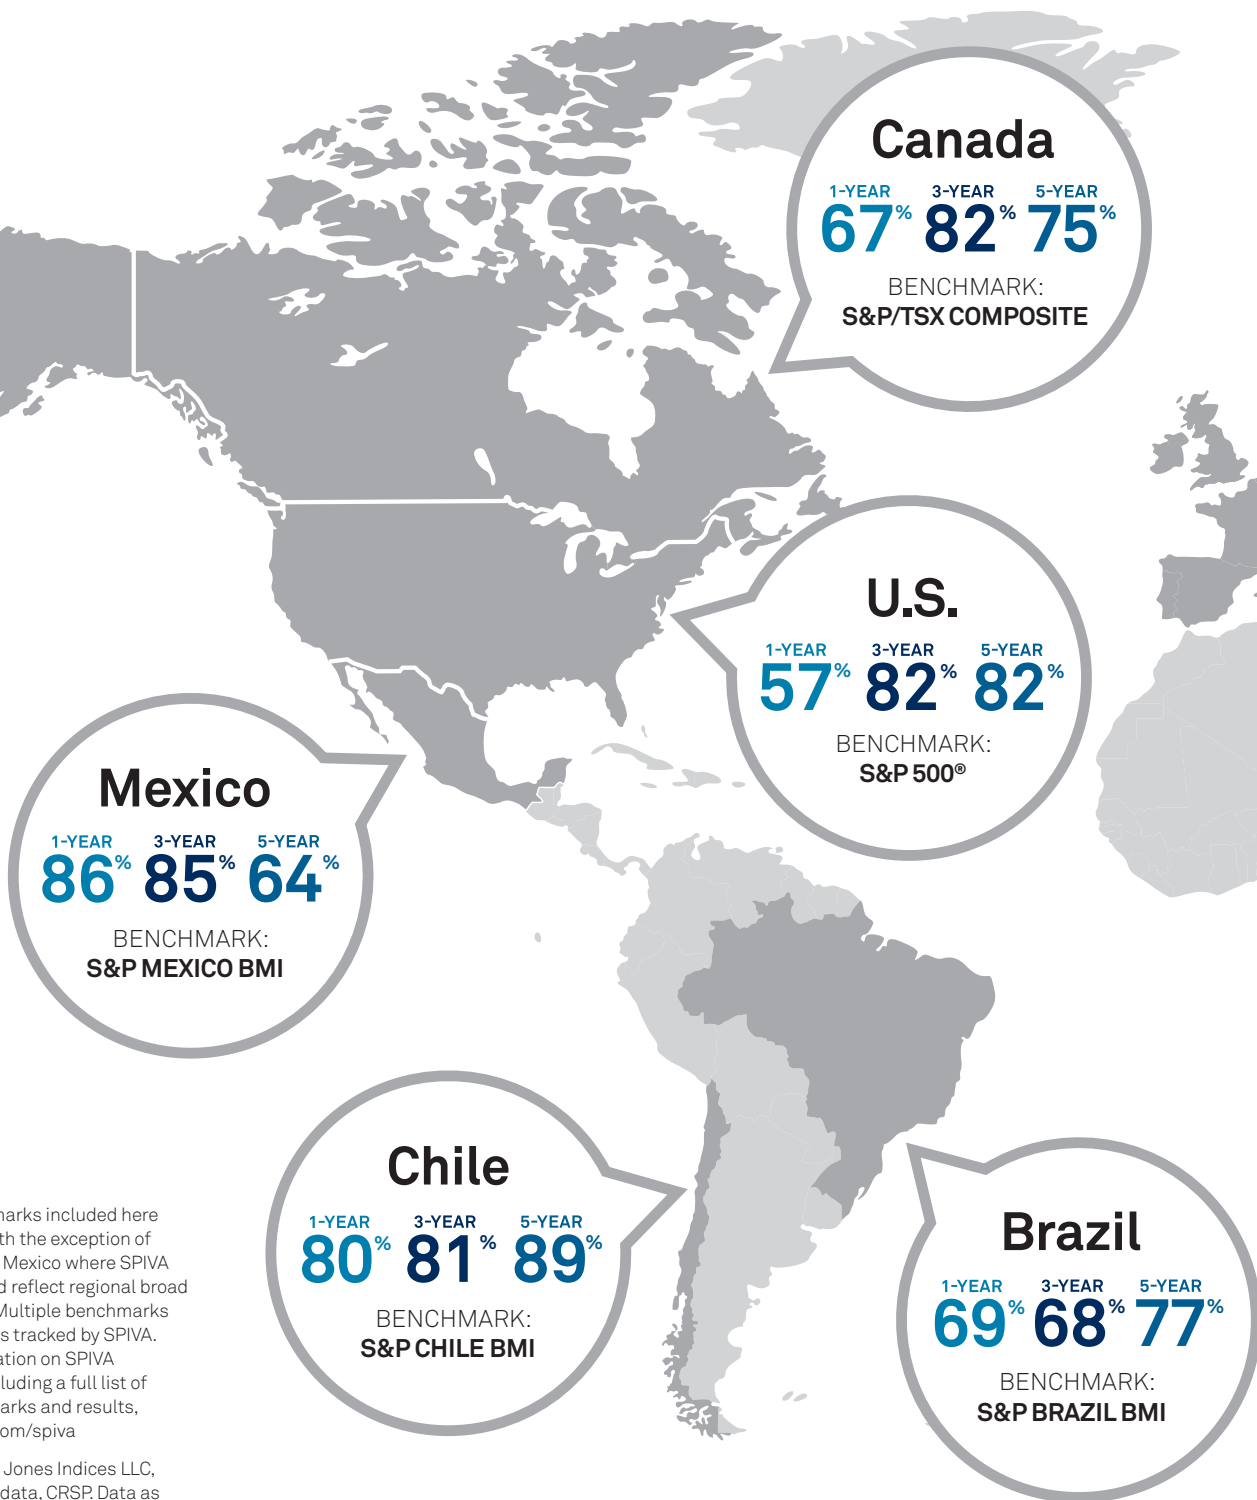 Canada
1-YEAR 3-YEAR 5-YEAR
67% 82% 75%
BENCHMARK:
S&P/TSX COMPOSITE
U.S.
1-YEAR 3-YEAR 5-YEAR
57% 82% 82%
BENCHMARK:
S&P 500®
Mexico
1-YEAR 3-YEAR 5-YEAR
86% 85% 64%
BENCHMARK:
S&P MEXICO BMI
Chile
1-YEAR 3-YEAR 5-YEAR
80% 81% 89%
BENCHMARK:
S&P CHILE BMI
Brazil
1-YEAR 3-YEAR 5-YEAR
69% 68% 77%
BENCHMARK:
S&P BRAZIL BMI
marks included here
th the exception of
Mexico where SPIVA
d reflect regional broad
Multiple benchmarks
s tracked by SPIVA.
ation on SPIVA
luding a full list of
arks and results,
om/spiva
Jones Indices LLC,
data, CRSP. Data as